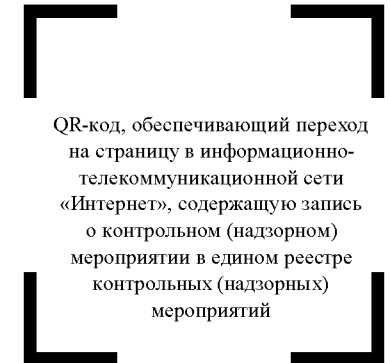 QR-код, обеспечивающий переход
на страницу в информационно-
телекоммуникационной сети
«Интернет», содержащую запись
о контрольном (надзорном)
мероприятии в едином реестре
контрольных (надзорных)
мероприятий